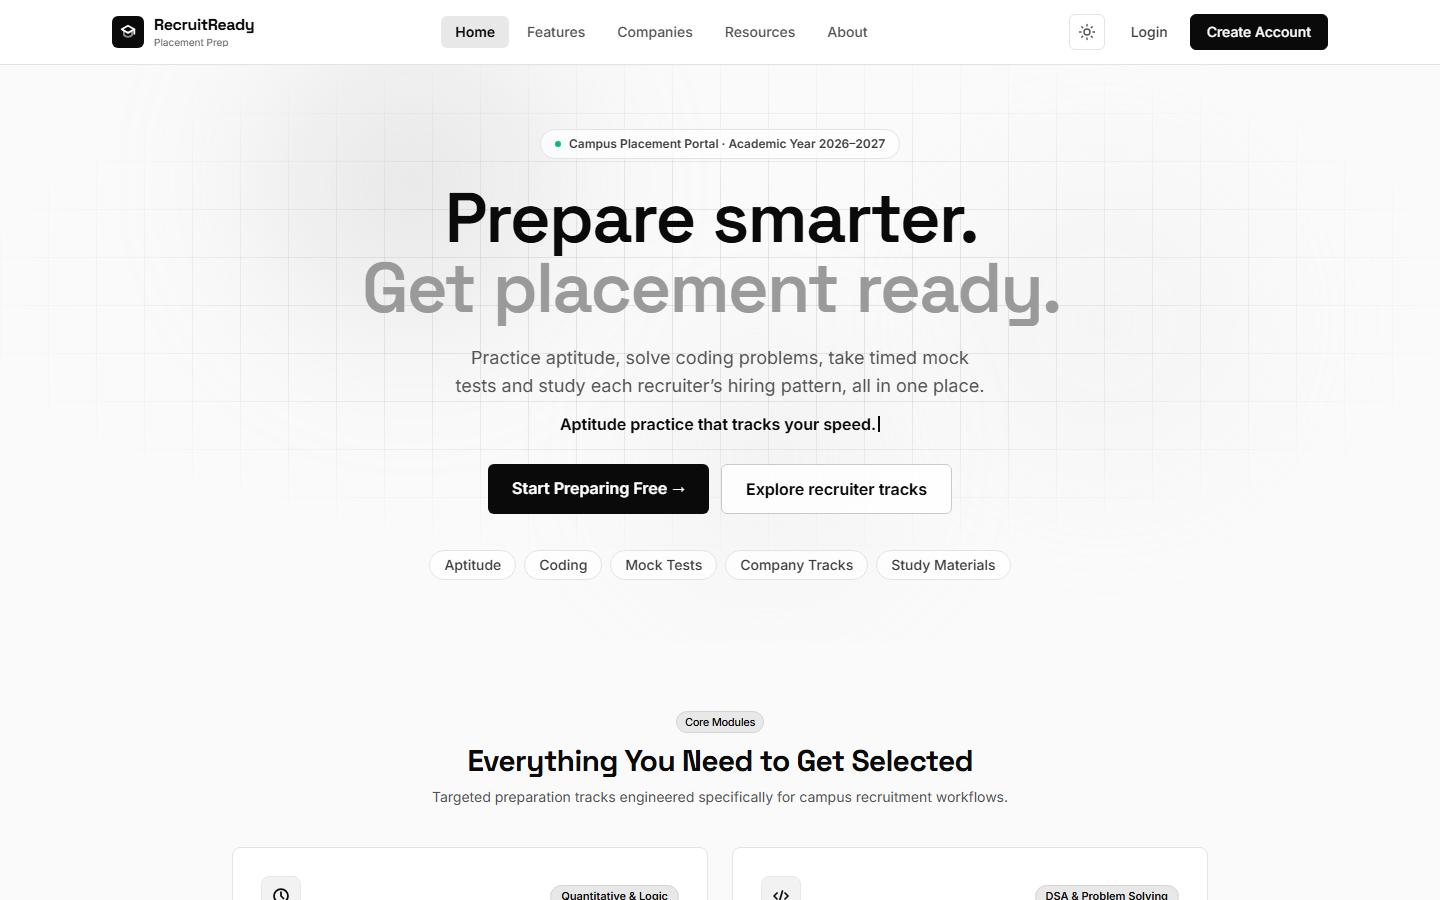 RecruitReady
Placement Prep
Home
Features
Companies
Resources
About
Login
Create Account
Campus Placement Portal · Academic Year 2026–2027
Prepare smarter.
Get placement ready.
Practice aptitude, solve coding problems, take timed mock
tests and study each recruiter’s hiring pattern, all in one place.
Aptitude practice that tracks your speed.
Start Preparing Free →
Explore recruiter tracks
Aptitude
Coding
Mock Tests
Company Tracks
Study Materials
Core Modules
Everything You Need to Get Selected
Targeted preparation tracks engineered specifically for campus recruitment workflows.
Quantitative & Logic
DSA & Problem Solving